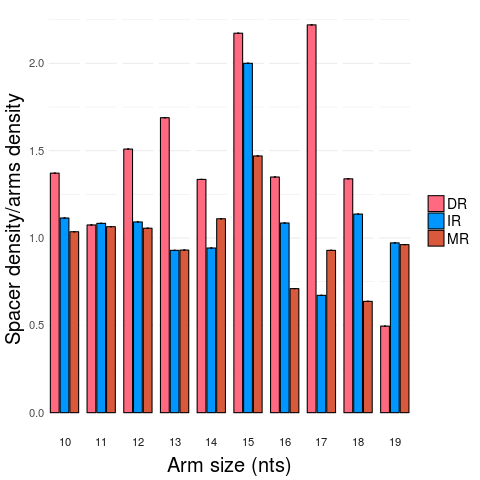 Spacer density/arms density
2.0
1.5
1.0
0.5
0.0
10 11 12 13 14 15 16 17 18 19
Arm size (nts)
DR
IR
MR